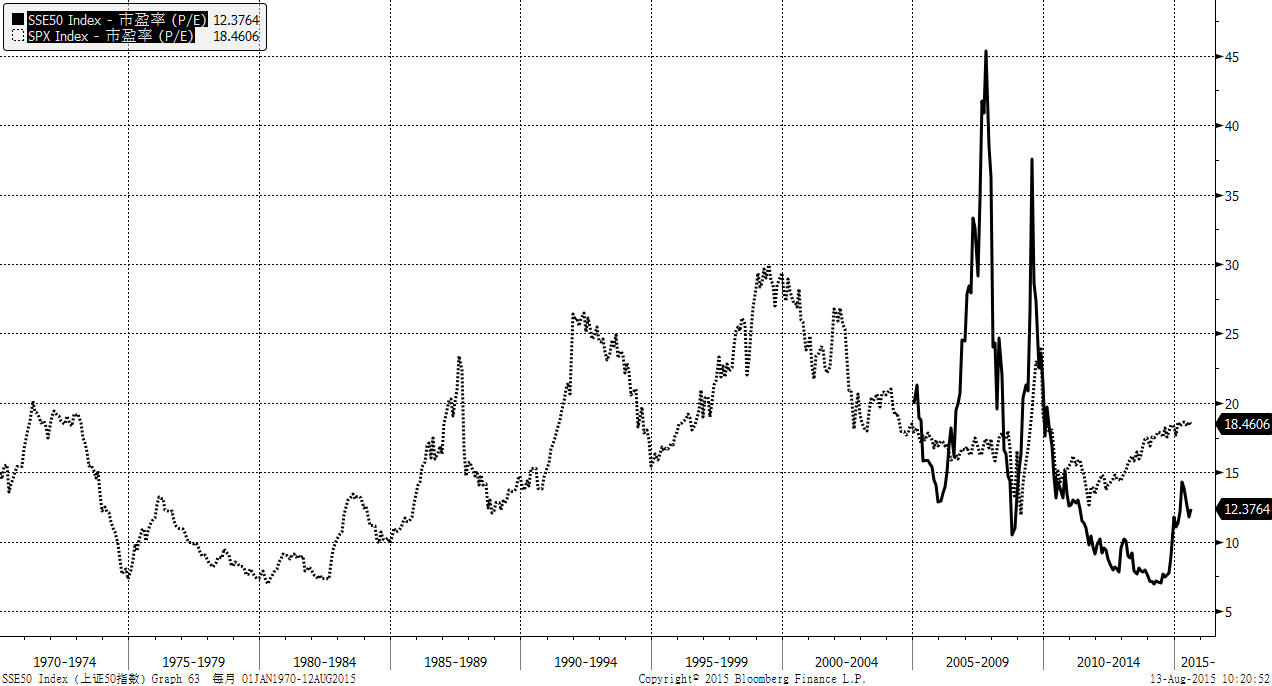 SSE50 Index - 市盈率 (P/E) 12.3764
SPX Index - 市盈率 (P/E) 18.4606
45
40
35
30
25
20
18.4606
15
12.3764
10
5
1970-1974 1975-1979 1980-1984 1985-1989 1990-1994 1995-1999 2000-2004 2005-2009 2010-2014 2015-
SSE50 Index (上证50指数) Graph 63 每月 01JAN1970-12AUG2015 Copyright© 2015 Bloomberg Finance L.P. 13-Aug-2015 10:20:52